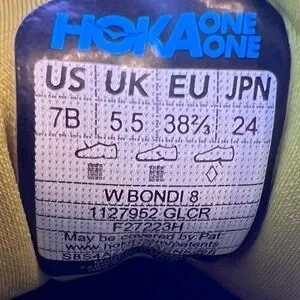 HOKA ONE ONE
US UK EU JPN
7B 5.5 38⅔ 24
W BONDI 8
1127952 GLCR
F27223H
May be covered by Pat.